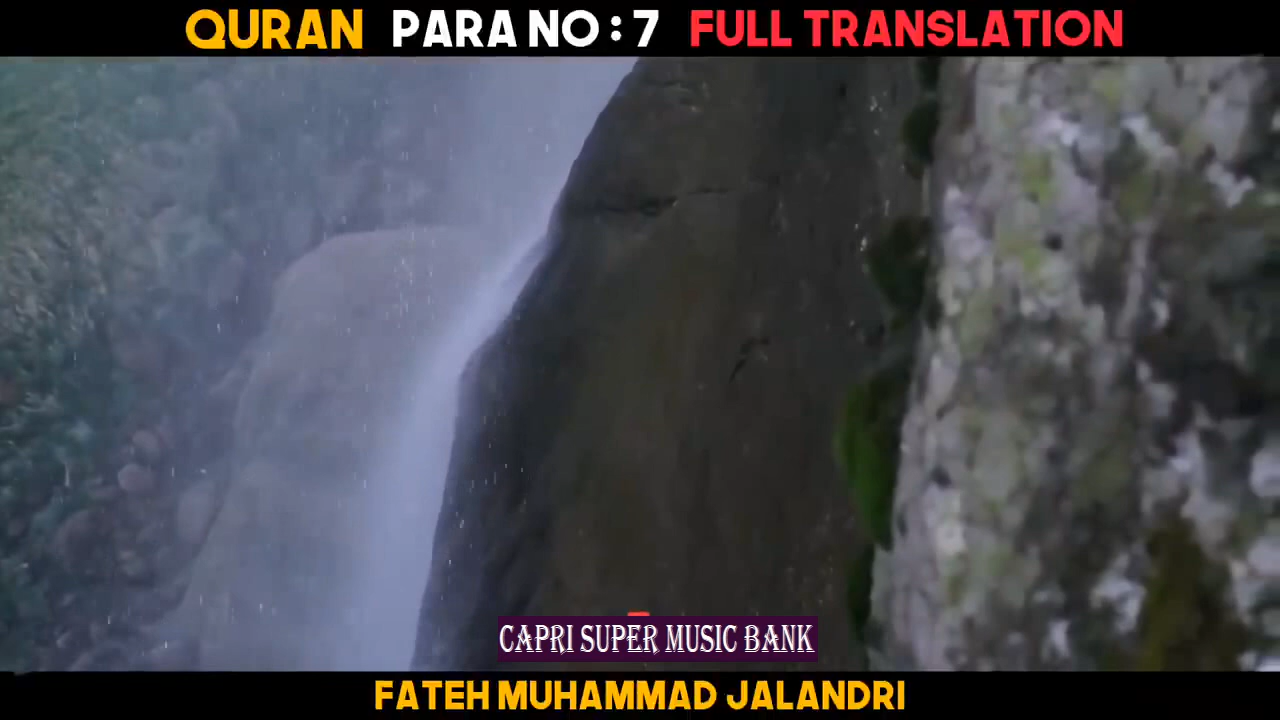 QURAN PARA NO : 7 FULL TRANSLATION
CAPRI SUPER MUSIC BANK
FATEH MUHAMMAD JALANDRI